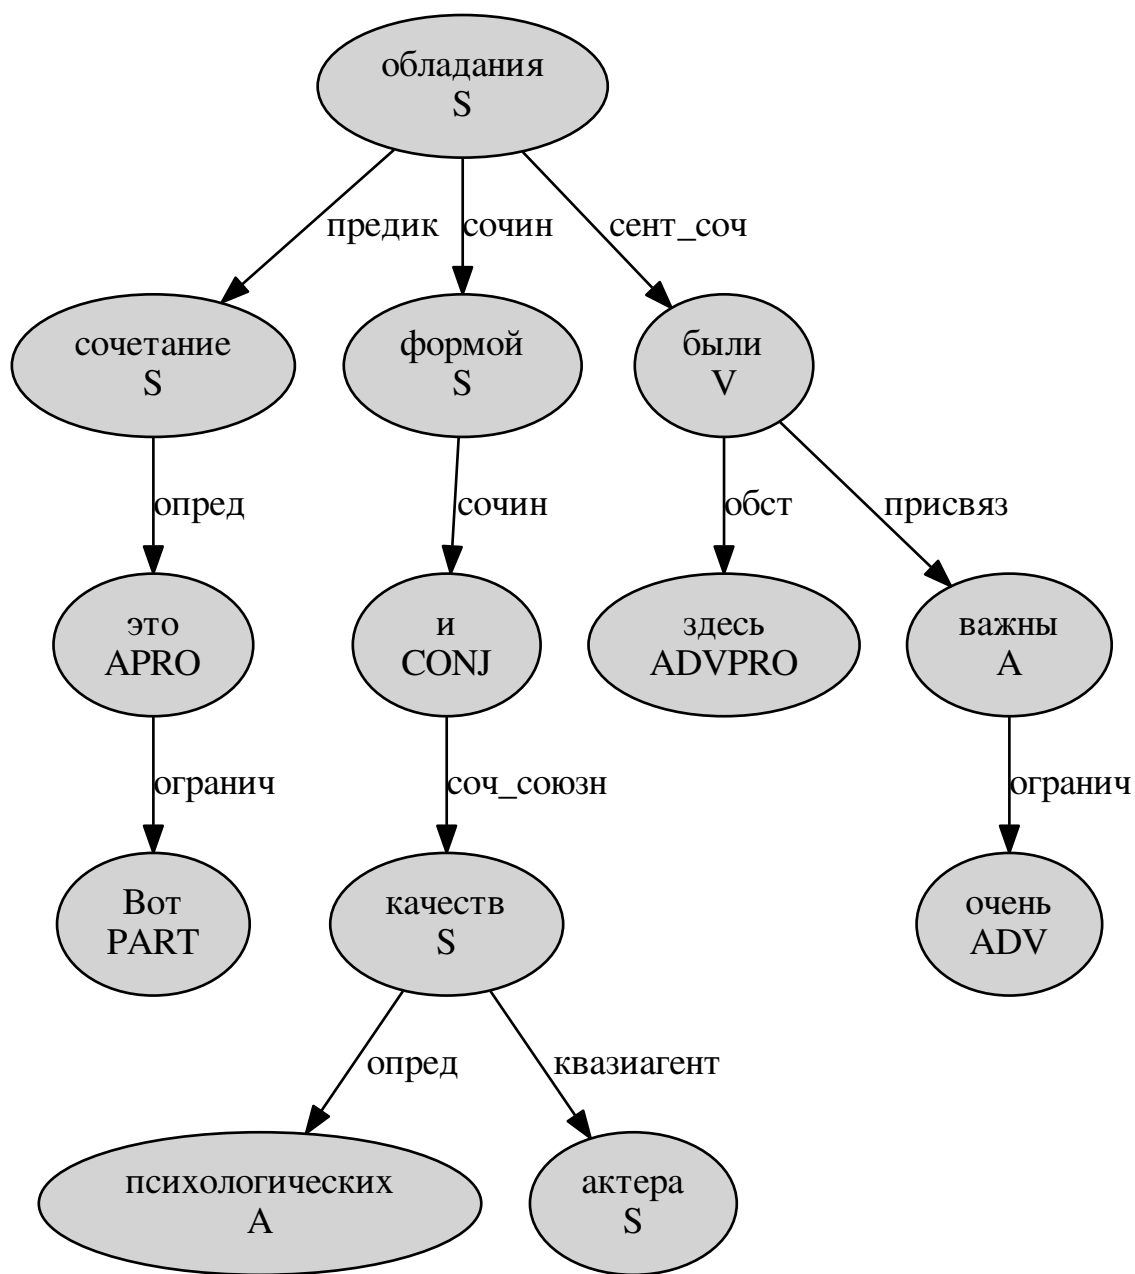 обладания
S
предик
сочин
сент_соч
сочетание
S
формой
S
были
V
опред
сочин
обст
присвяз
это
APRO
и
CONJ
здесь
ADVPRO
важны
A
огранич
соч_союзн
огранич
Вот
PART
качеств
S
очень
ADV
опред
квазиагент
психологических
A
актера
S